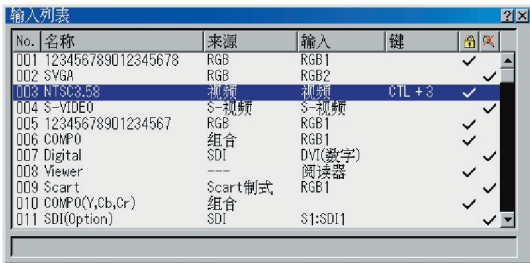 输入列表
No. 名称 来源 输入 键
001 123456789012345678 RGB RGB1
002 SVGA RGB RGB2
003 NTSC3.58 视频 视频 CTL + 3
004 S-VIDEO S-视频 S-视频
005 12345678901234567 RGB RGB1
006 COMPO 组合 RGB1
007 Digital SDI DVI(数字)
008 Viewer --- 阅读器
009 Scart Scart制式 RGB1
010 COMPO(Y,Cb,Cr) 组合
011 SDI(Option) SDI S1:SDI1